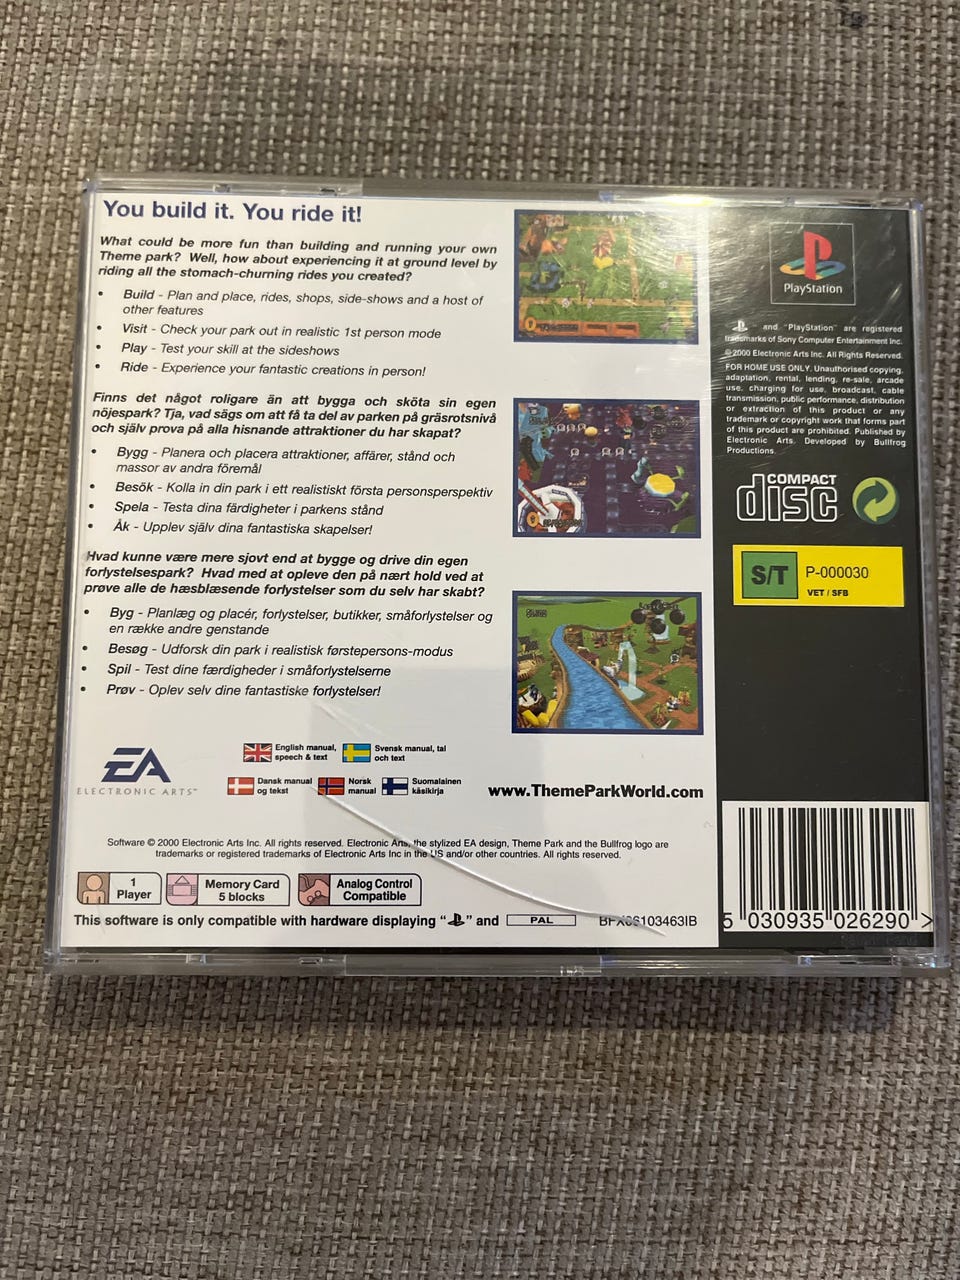 You build it. You ride it!
What could be more fun than building and running your own
Theme park? Well, how about experiencing it at ground level by
riding all the stomach-churning rides you created?
• Build - Plan and place, rides, shops, side-shows and a host of
other features
• Visit - Check your park out in realistic 1st person mode
• Play - Test your skill at the sideshows
• Ride - Experience your fantastic creations in person!
Finns det något roligare än att bygga och sköta sin egen
nöjespark? Tja, vad sägs om att få ta del av parken på gräsrotsnivå
och själv prova på alla hisnande attraktioner du har skapat?
• Bygg - Planera och placera attraktioner, affärer, stånd och
massor av andra föremål
• Besök - Kolla in din park i ett realistiskt första personsperspektiv
• Spela - Testa dina färdigheter i parkens stånd
• Åk - Upplev själv dina fantastiska skapelser!
Hvad kunne være mere sjovt end at bygge og drive din egen
forlystelsespark? Hvad med at opleve den på nært hold ved at
prøve alle de hæsblæsende forlystelser som du selv har skabt?
• Byg - Planlæg og placér, forlystelser, butikker, småforlystelser og
en række andre genstande
• Besøg - Udforsk din park i realistisk førstepersons-modus
• Spil - Test dine færdigheder i småforlystelserne
• Prøv - Oplev selv dine fantastiske forlystelser!
EA
ELECTRONIC ARTS™
English manual,
speech & text
Svensk manual, tal
och text
Dansk manual
og tekst
Norsk
manual
Suomalainen
käsikirja
www.ThemeParkWorld.com
Software © 2000 Electronic Arts Inc. All rights reserved. Electronic Arts, the stylized EA design, Theme Park and the Bullfrog logo are
trademarks or registered trademarks of Electronic Arts Inc in the US and/or other countries. All rights reserved.
1
Player
Memory Card
5 blocks
Analog Control
Compatible
This software is only compatible with hardware displaying " " and PAL
103463IB
PlayStation
and "PlayStation" are registered
trademarks of Sony Computer Entertainment Inc.
©2000 Electronic Arts Inc. All Rights Reserved.
FOR HOME USE ONLY. Unauthorised copying,
adaptation, rental, lending, re-sale, arcade
use, charging for use, broadcast, cable
transmission, public performance, distribution
or extraction of this product or any
trademark or copyright work that forms part
of this product are prohibited. Published by
Electronic Arts. Developed by Bullfrog
Productions.
COMPACT
disc
S/T
P-000030
VET / SFB
5 030935 026290 >